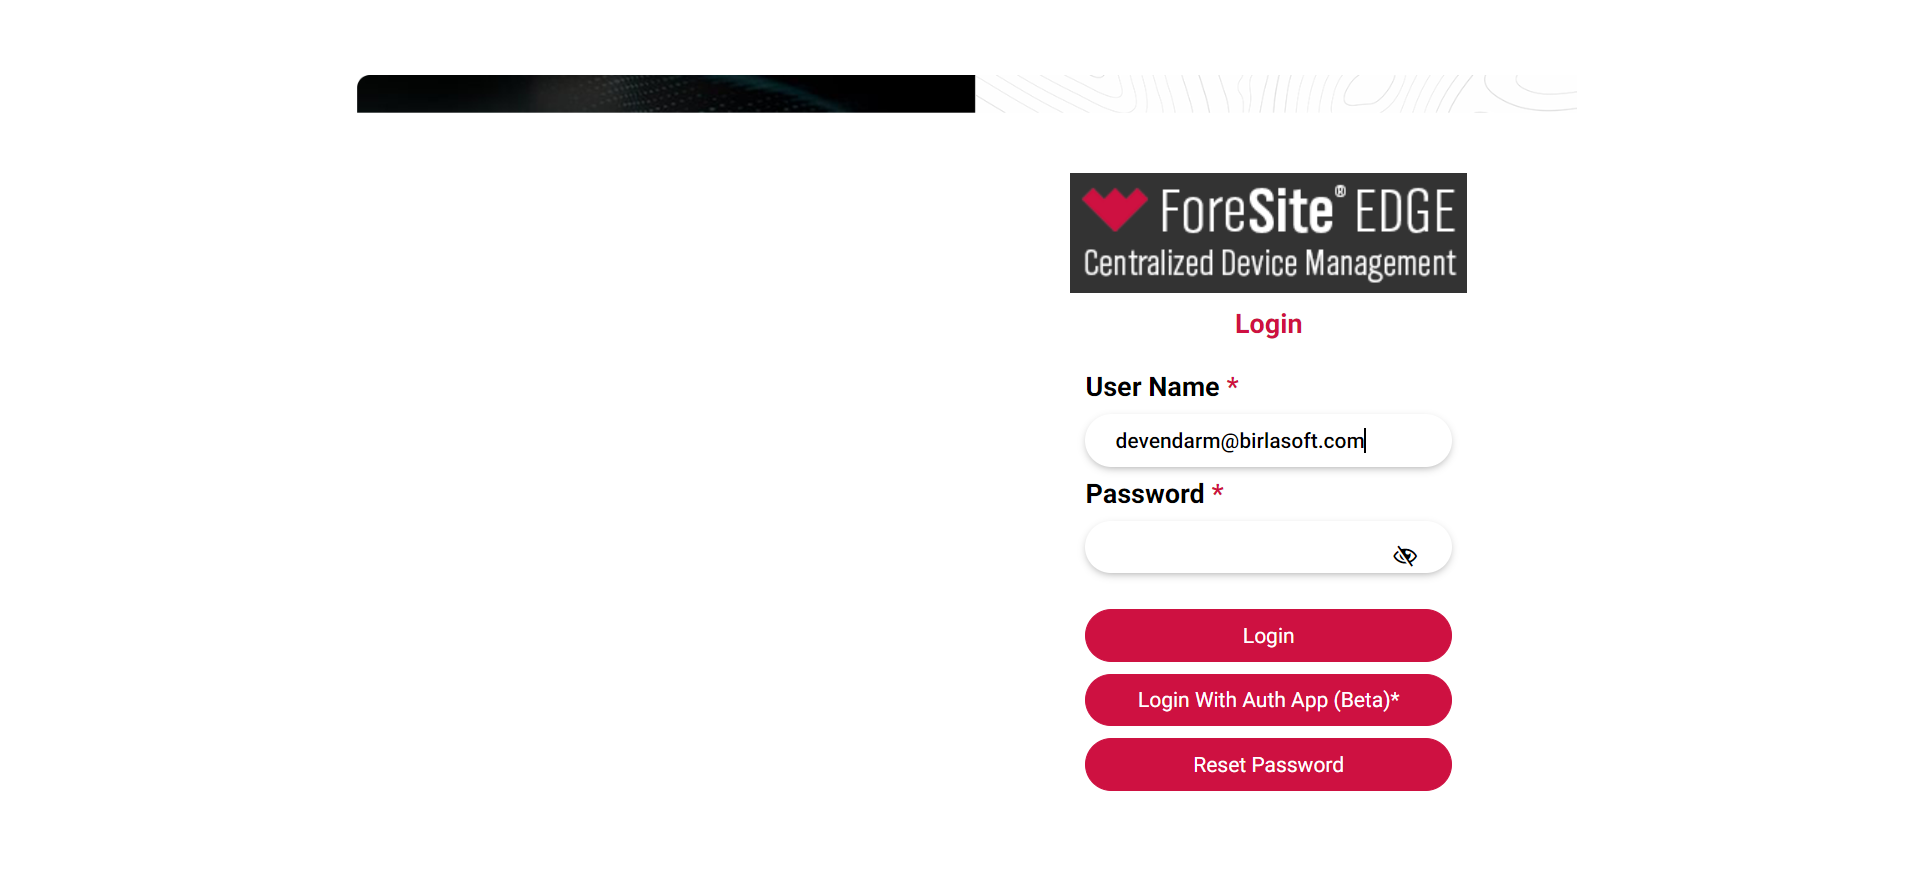 ForeSite® EDGE
Centralized Device Management
Login
User Name *
devendarm@birlasoft.com
Password *
Login
Login With Auth App (Beta)*
Reset Password